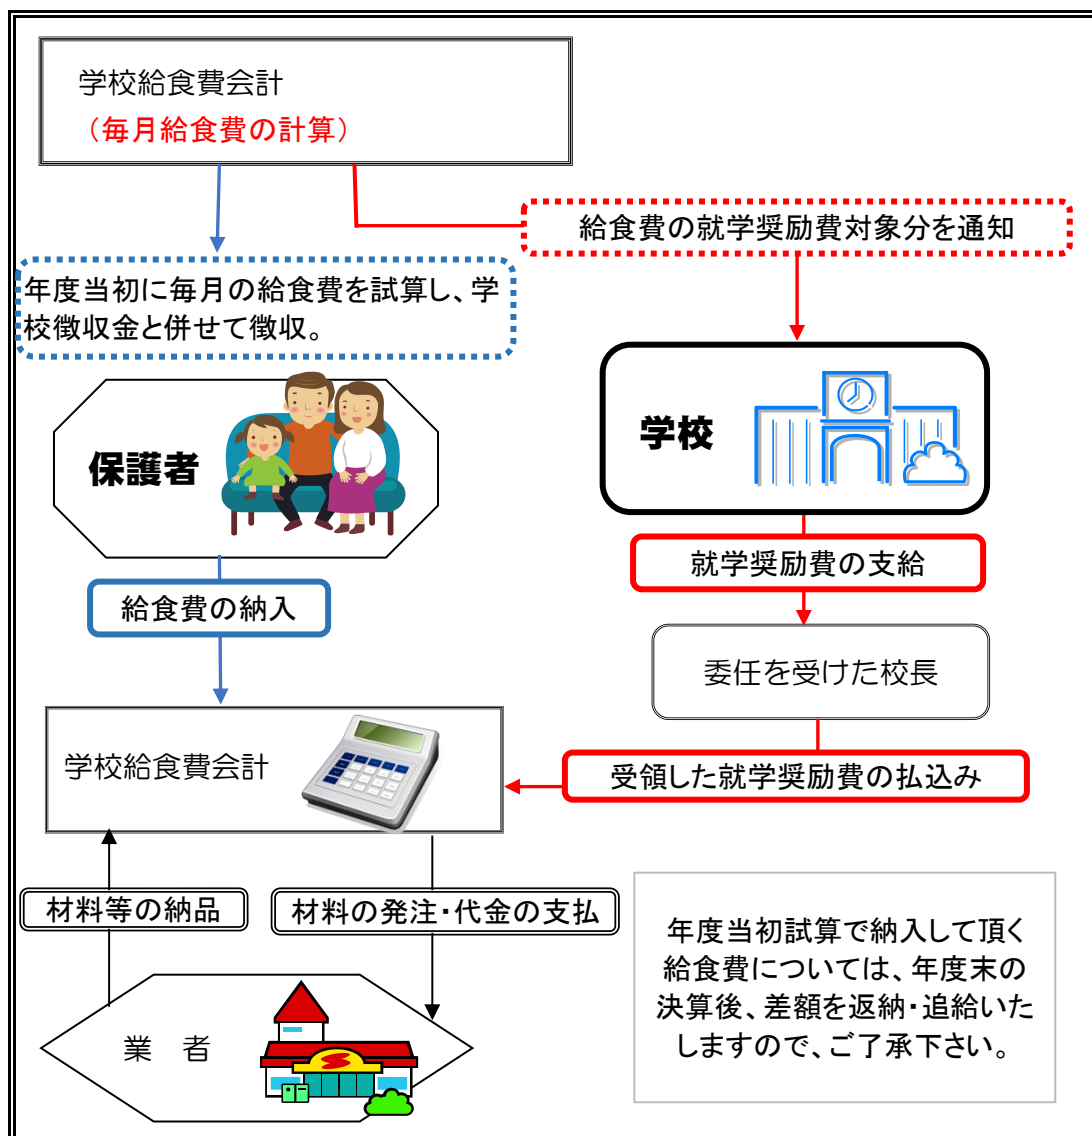 学校給食費会計
（毎月給食費の計算）
給食費の就学奨励費対象分を通知
年度当初に毎月の給食費を試算し、学
校徴収金と併せて徴収。
保護者
学校
給食費の納入
就学奨励費の支給
委任を受けた校長
学校給食費会計
受領した就学奨励費の払込み
材料等の納品
材料の発注・代金の支払
年度当初試算で納入して頂く
給食費については、年度末の
決算後、差額を返納・追給いた
しますので、ご了承下さい。
業　者
S